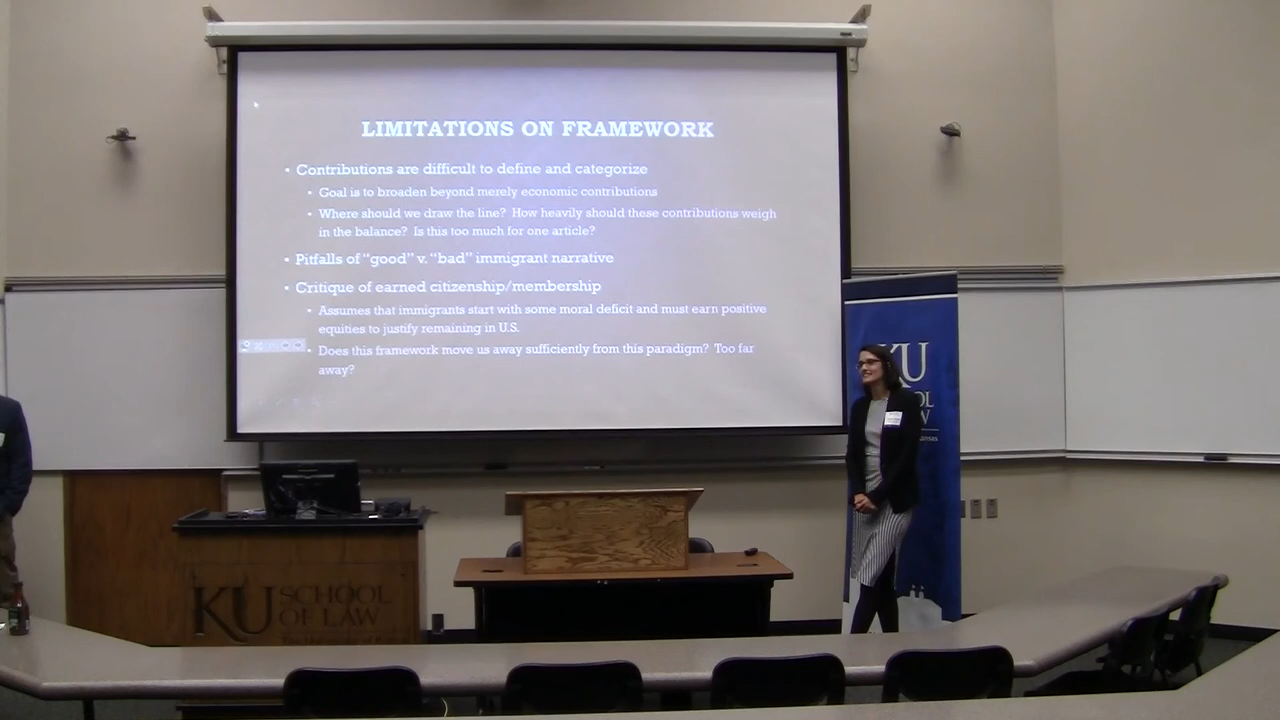 LIMITATIONS ON FRAMEWORK
• Contributions are difficult to define and categorize
• Goal is to broaden beyond merely economic contributions
• Where should we draw the line? How heavily should these contributions weigh
in the balance? Is this too much for one article?
• Pitfalls of “good” v. “bad” immigrant narrative
• Critique of earned citizenship/membership
• Assumes that immigrants start with some moral deficit and must earn positive
equities to justify remaining in U.S.
• Does this framework move us away sufficiently from this paradigm? Too far
away?
KU
KU SCHOOL
OF LAW